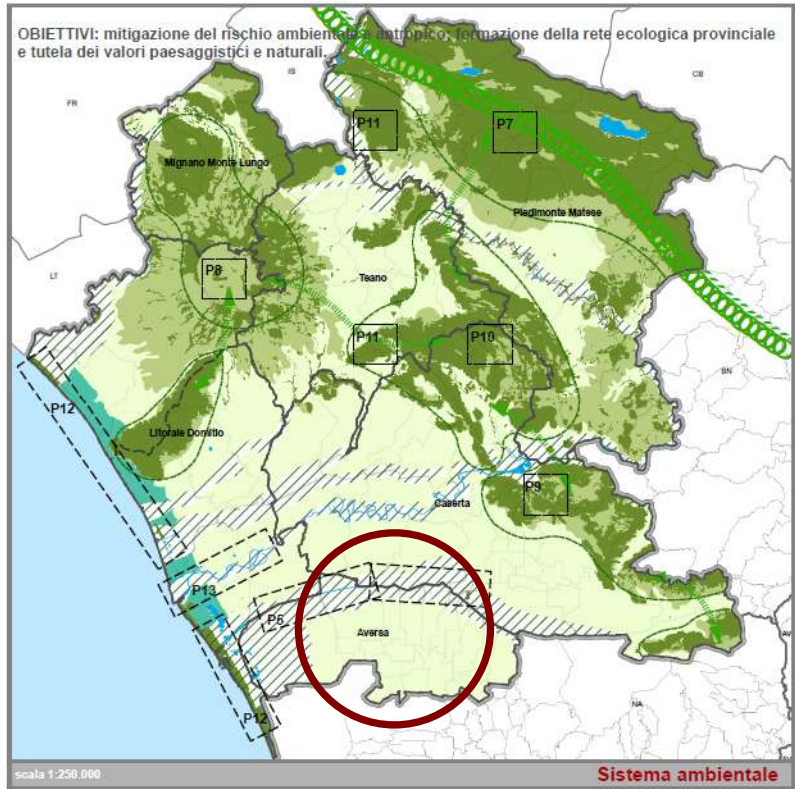 OBIETTIVI: mitigazione del rischio ambientale e antropico; formazione della rete ecologica provinciale
e tutela dei valori paesaggistici e naturali.
IS
CB
FR
P11
P7
Mignano Monte Lungo
Piedimonte Matese
P8
LT
Teano
P11
P10
BN
P12
Litorale Domitio
P9
Caserta
P13
P5
Aversa
AV
NA
P12
scala 1:250.000
Sistema ambientale